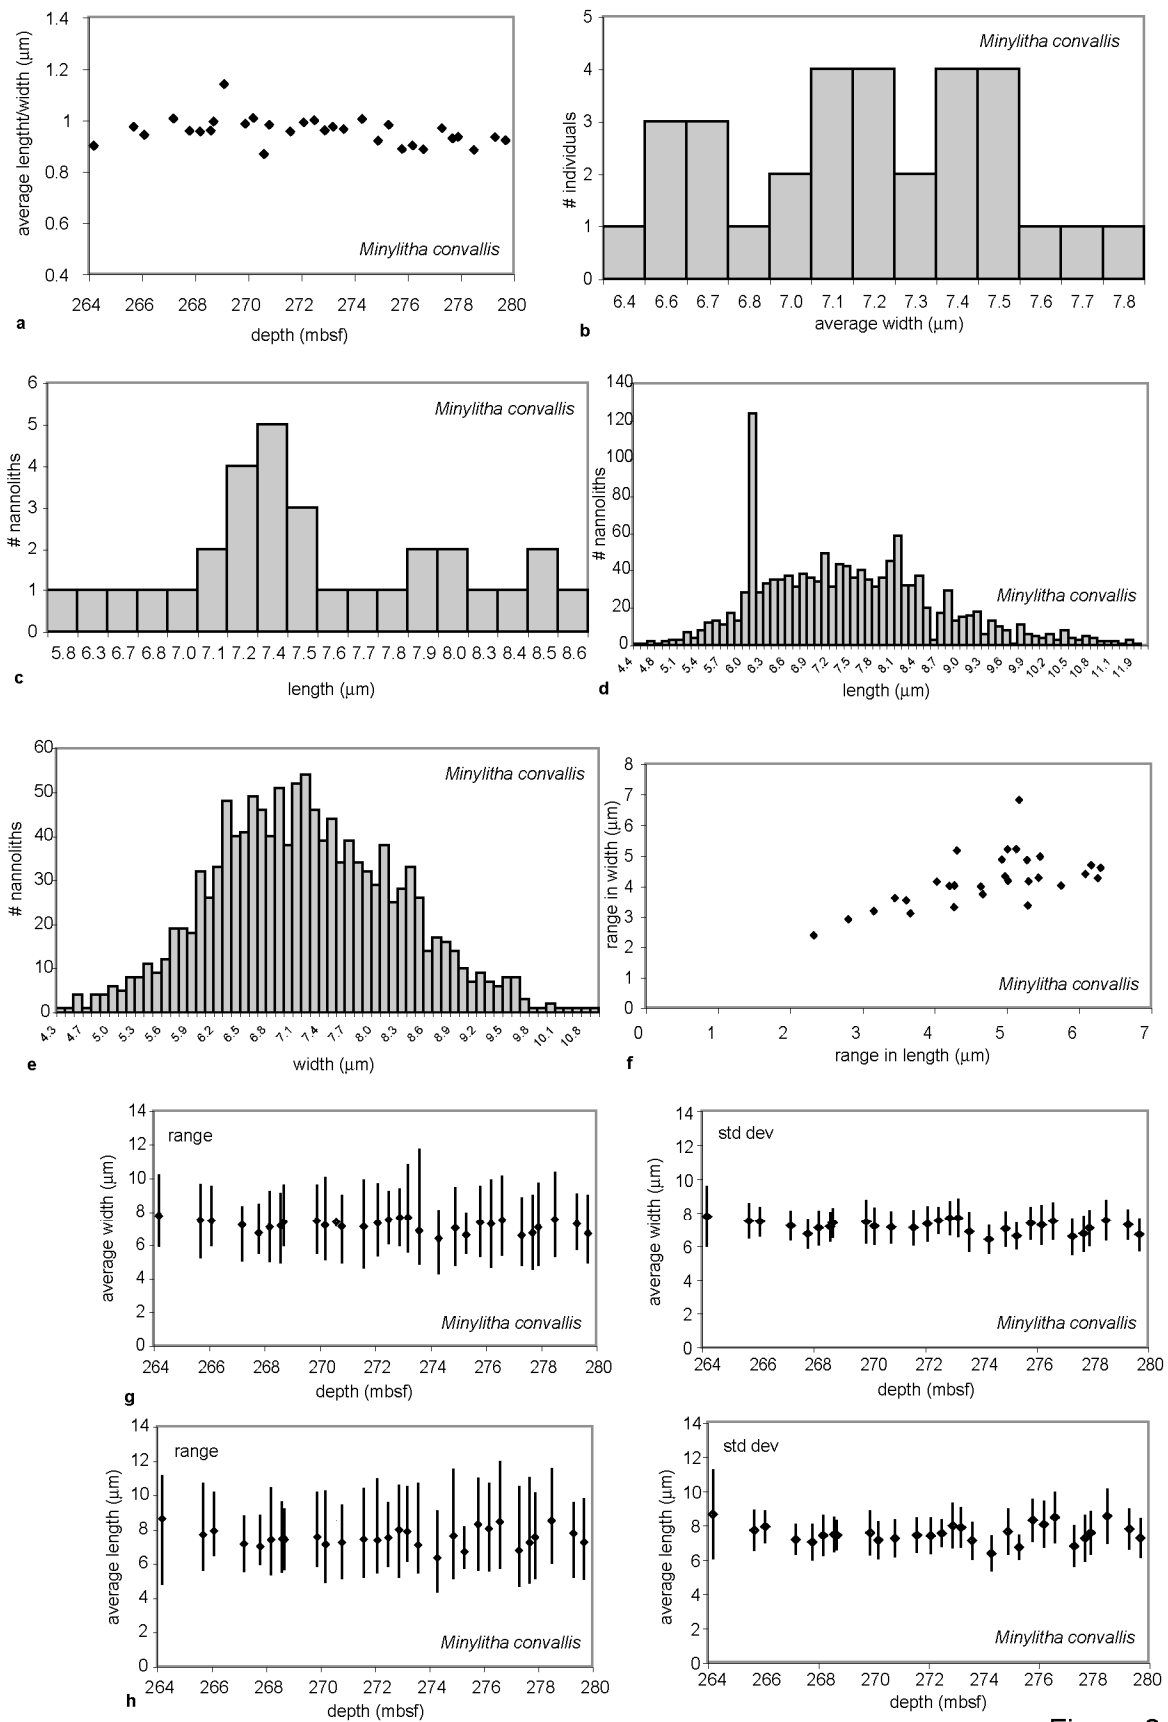 1.4
1.2
1
0.8
0.6
0.4
average lengtht/width (µm)
Minylitha convallis
264 266 268 270 272 274 276 278 280
depth (mbsf)
a
5
4
3
2
1
0
# individuals
Minylitha convallis
6.4 6.6 6.7 6.8 7.0 7.1 7.2 7.3 7.4 7.5 7.6 7.7 7.8
average width (µm)
b
6
5
4
3
2
1
0
# nannoliths
Minylitha convallis
5.8 6.3 6.7 6.8 7.0 7.1 7.2 7.4 7.5 7.6 7.7 7.8 7.9 8.0 8.3 8.4 8.5 8.6
length (µm)
c
140
120
100
80
60
40
20
0
# nannoliths
Minylitha convallis
4.4 4.8 5.1 5.4 5.7 6.0 6.3 6.6 6.9 7.2 7.5 7.8 8.1 8.4 8.7 9.0 9.3 9.6 9.9 10.2 10.5 10.8 11.1 11.9
length (µm)
d
60
50
40
30
20
10
0
# nannoliths
Minylitha convallis
4.3 4.7 5.0 5.3 5.6 5.9 6.2 6.5 6.8 7.1 7.4 7.7 8.0 8.3 8.6 8.9 9.2 9.5 9.8 10.1 10.8
width (µm)
e
8
7
6
5
4
3
2
1
0
range in width (µm)
Minylitha convallis
0 1 2 3 4 5 6 7
range in length (µm)
f
14
12
10
8
6
4
2
0
average width (µm)
range
Minylitha convallis
264 266 268 270 272 274 276 278 280
depth (mbsf)
g
14
12
10
8
6
4
2
0
average width (µm)
std dev
Minylitha convallis
264 266 268 270 272 274 276 278 280
depth (mbsf)
14
12
10
8
6
4
2
0
average length (µm)
range
Minylitha convallis
264 266 268 270 272 274 276 278 280
depth (mbsf)
h
14
12
10
8
6
4
2
0
average length (µm)
std dev
Minylitha convallis
264 266 268 270 272 274 276 278 280
depth (mbsf)